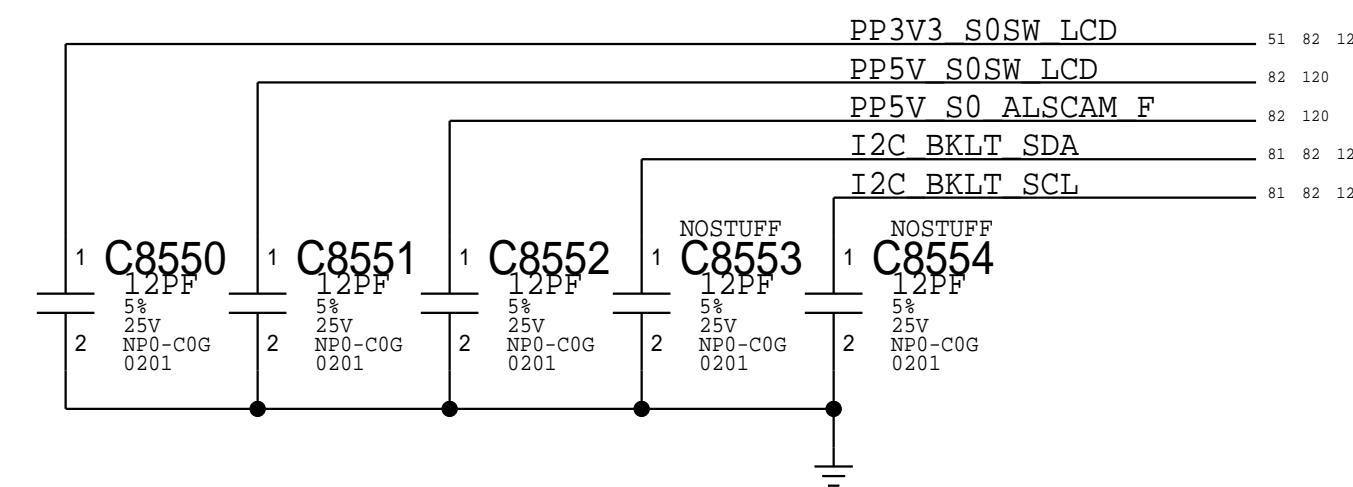 PP3V3_S0SW_LCD 51 82 12
PP5V_S0SW_LCD 82 120
PP5V_S0_ALSCAM_F 82 120
I2C_BKLT_SDA 81 82 12
I2C_BKLT_SCL 81 82 12
NOSTUFF NOSTUFF
1 C8550 1 C8551 1 C8552 1 C8553 1 C8554
12PF 12PF 12PF 12PF 12PF
5% 5% 5% 5% 5%
25V 25V 25V 25V 25V
2 NP0-C0G 2 NP0-C0G 2 NP0-C0G 2 NP0-C0G 2 NP0-C0G
0201 0201 0201 0201 0201